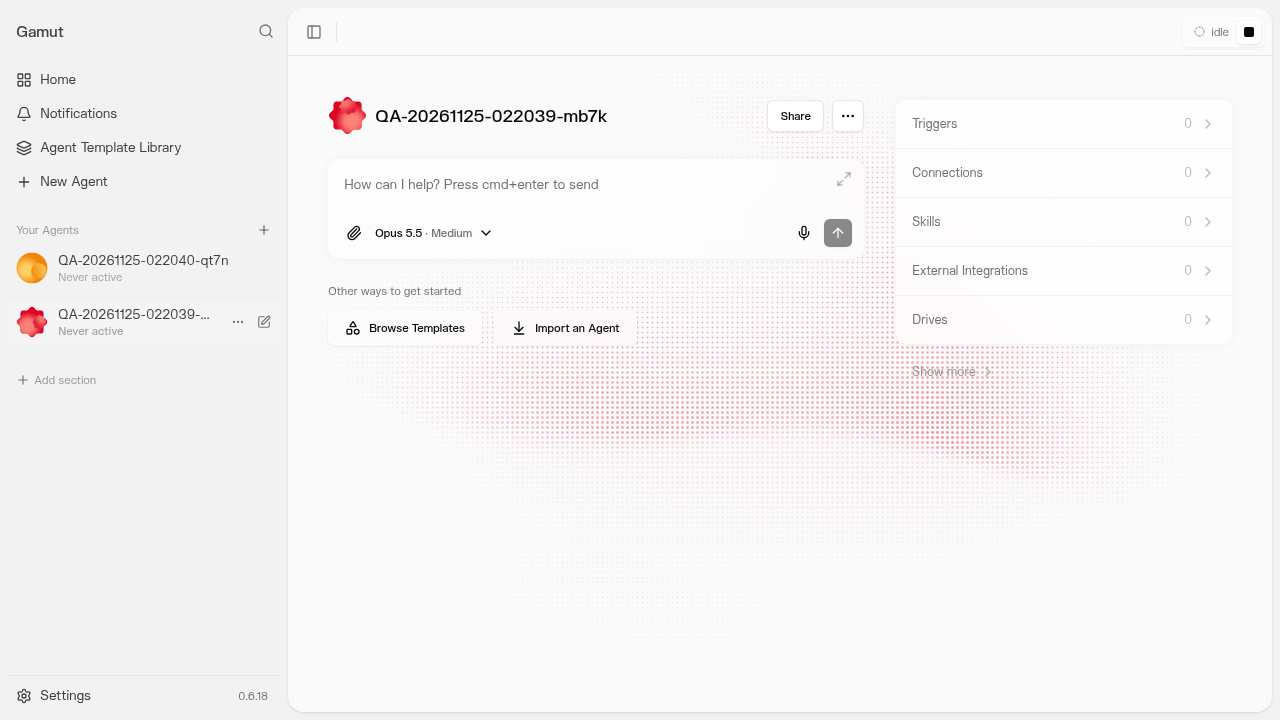 Gamut
Home
Notifications
Agent Template Library
New Agent
Your Agents
QA-20261125-022040-qt7n
Never active
QA-20261125-022039-...
Never active
Add section
Settings
0.6.18
idle
QA-20261125-022039-mb7k
Share
How can I help? Press cmd+enter to send
Opus 5.5 · Medium
Other ways to get started
Browse Templates
Import an Agent
Triggers 0
Connections 0
Skills 0
External Integrations 0
Drives 0
Show more